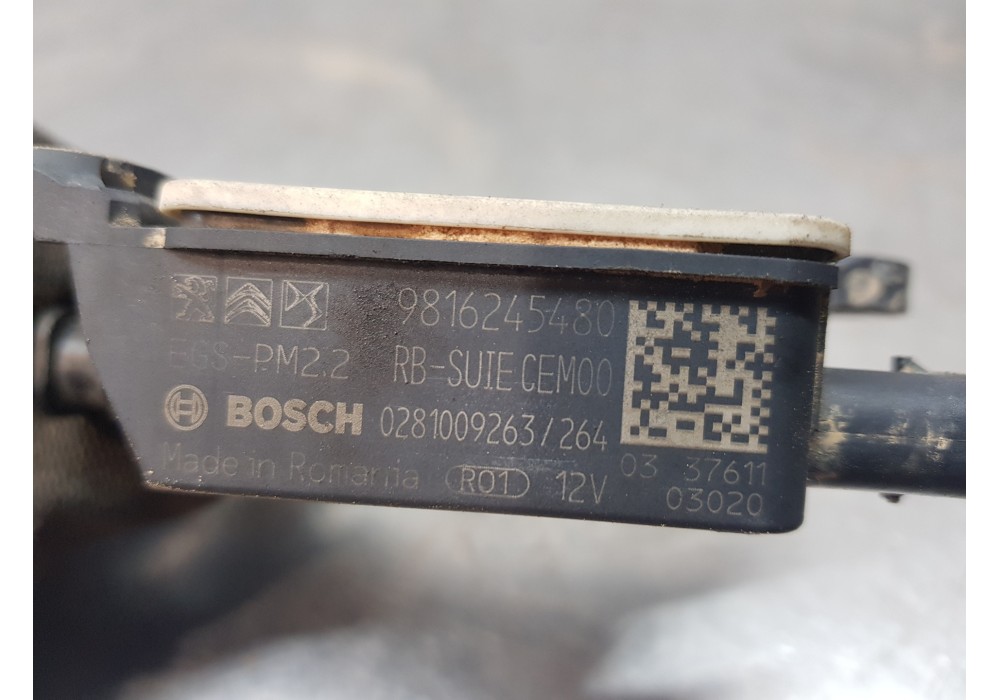 9816245480
EGS-PM2.2 RB-SUIE CEM00
BOSCH 0281009263/264
Made in Romania R01 12V
03 37611
03020